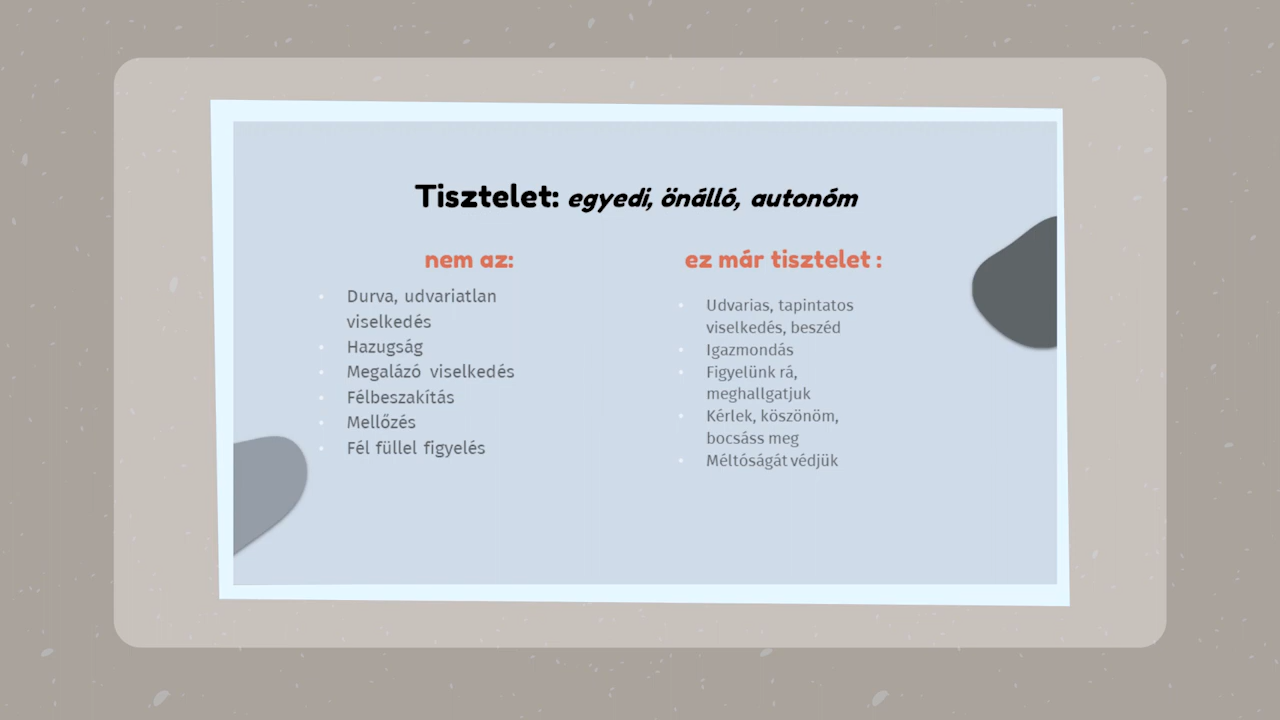 Tisztelet: egyedi, önálló, autonóm
nem az:
Durva, udvariatlan
viselkedés
Hazugság
Megalázó viselkedés
Félbeszakítás
Mellőzés
Fél füllel figyelés
ez már tisztelet :
Udvarias, tapintatos
viselkedés, beszéd
Igazmondás
Figyelünk rá,
meghallgatjuk
Kérlek, köszönöm,
bocsáss meg
Méltóságát védjük